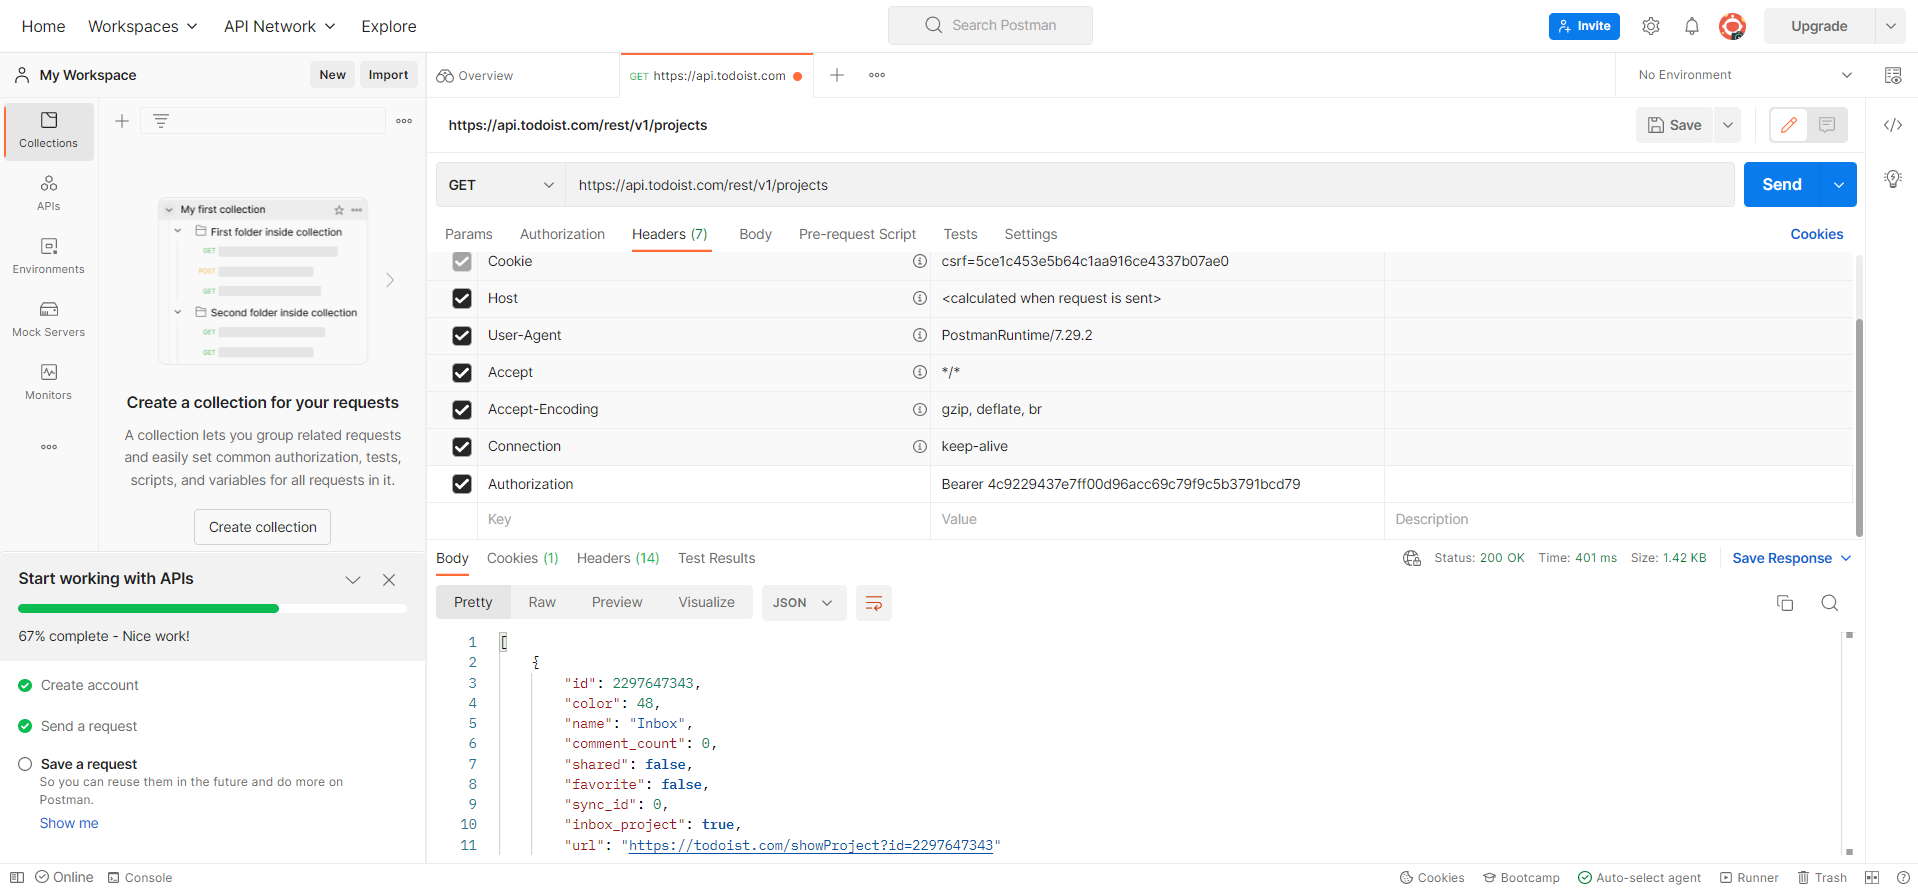 Home Workspaces API Network Explore Search Postman Invite Upgrade
My Workspace New Import Overview GET https://api.todoist.com No Environment
Collections
APIs
Environments
Mock Servers
Monitors
My first collection
First folder inside collection
GET
POST
GET
Second folder inside collection
GET
GET
Create a collection for your requests
A collection lets you group related requests
and easily set common authorization, tests,
scripts, and variables for all requests in it.
Create collection
Start working with APIs
67% complete - Nice work!
Create account
Send a request
Save a request
So you can reuse them in the future and do more on
Postman.
Show me
https://api.todoist.com/rest/v1/projects Save
GET https://api.todoist.com/rest/v1/projects Send
Params Authorization Headers (7) Body Pre-request Script Tests Settings Cookies
Cookie csrf=5ce1c453e5b64c1aa916ce4337b07ae0
Host <calculated when request is sent>
User-Agent PostmanRuntime/7.29.2
Accept */*
Accept-Encoding gzip, deflate, br
Connection keep-alive
Authorization Bearer 4c9229437e7ff00d96acc69c79f9c5b3791bcd79
Key Value Description
Body Cookies (1) Headers (14) Test Results Status: 200 OK Time: 401 ms Size: 1.42 KB Save Response
Pretty Raw Preview Visualize JSON
1 [
2 {
3 "id": 2297647343,
4 "color": 48,
5 "name": "Inbox",
6 "comment_count": 0,
7 "shared": false,
8 "favorite": false,
9 "sync_id": 0,
10 "inbox_project": true,
11 "url": "https://todoist.com/showProject?id=2297647343"
Online Console Cookies Bootcamp Auto-select agent Runner Trash